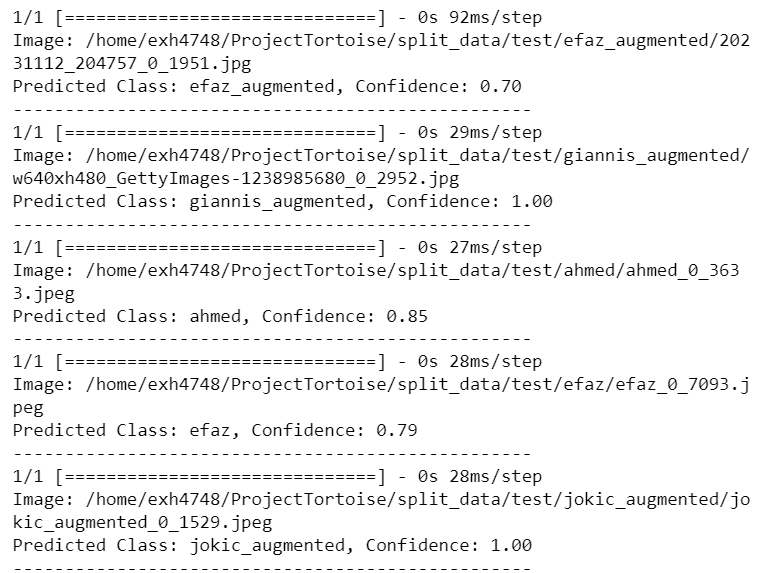 1/1 [==============================] - 0s 92ms/step
Image: /home/exh4748/ProjectTortoise/split_data/test/efaz_augmented/202
31112_204757_0_1951.jpg
Predicted Class: efaz_augmented, Confidence: 0.70
--------------------------------------------------
1/1 [==============================] - 0s 29ms/step
Image: /home/exh4748/ProjectTortoise/split_data/test/giannis_augmented/
w640xh480_GettyImages-1238985680_0_2952.jpg
Predicted Class: giannis_augmented, Confidence: 1.00
--------------------------------------------------
1/1 [==============================] - 0s 27ms/step
Image: /home/exh4748/ProjectTortoise/split_data/test/ahmed/ahmed_0_363
3.jpeg
Predicted Class: ahmed, Confidence: 0.85
--------------------------------------------------
1/1 [==============================] - 0s 28ms/step
Image: /home/exh4748/ProjectTortoise/split_data/test/efaz/efaz_0_7093.j
peg
Predicted Class: efaz, Confidence: 0.79
--------------------------------------------------
1/1 [==============================] - 0s 28ms/step
Image: /home/exh4748/ProjectTortoise/split_data/test/jokic_augmented/jo
kic_augmented_0_1529.jpeg
Predicted Class: jokic_augmented, Confidence: 1.00
--------------------------------------------------